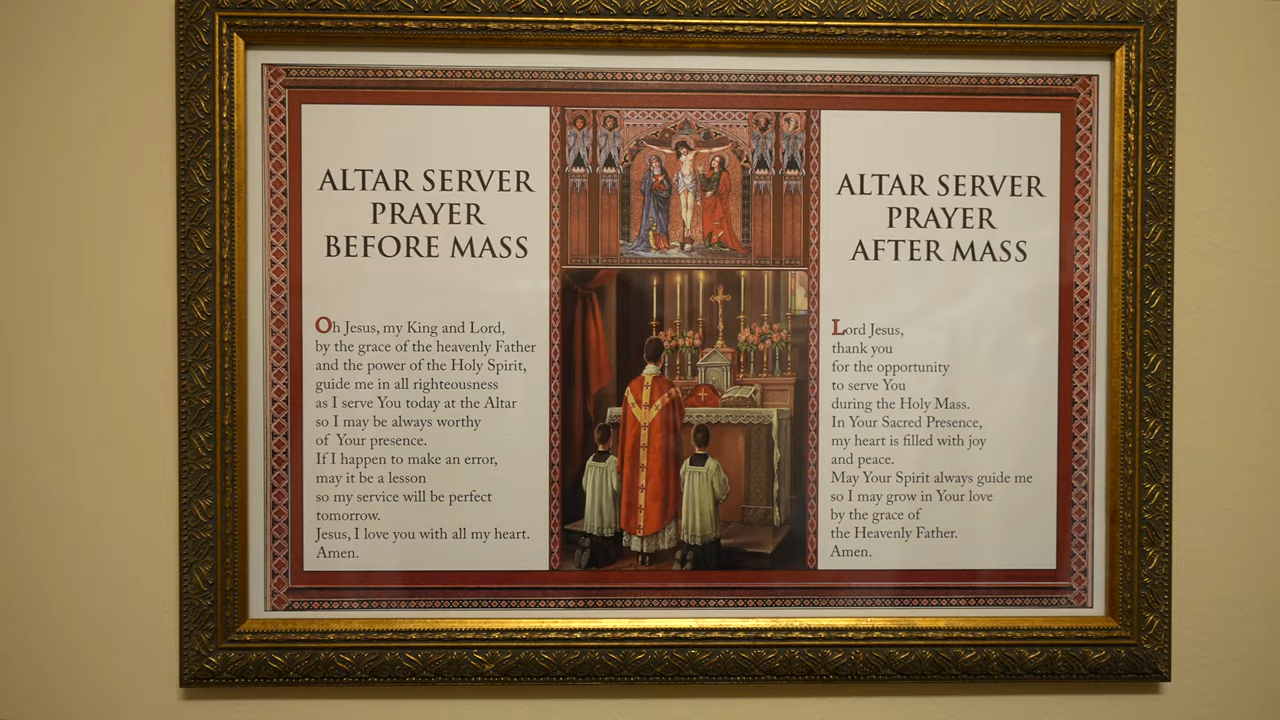 ALTAR SERVER
PRAYER
BEFORE MASS
Oh Jesus, my King and Lord,
by the grace of the heavenly Father
and the power of the Holy Spirit,
guide me in all righteousness
as I serve You today at the Altar
so I may be always worthy
of Your presence.
If I happen to make an error,
may it be a lesson
so my service will be perfect
tomorrow.
Jesus, I love you with all my heart.
Amen.
ALTAR SERVER
PRAYER
AFTER MASS
Lord Jesus,
thank you
for the opportunity
to serve You
during the Holy Mass.
In Your Sacred Presence,
my heart is filled with joy
and peace.
May Your Spirit always guide me
so I may grow in Your love
by the grace of
the Heavenly Father.
Amen.